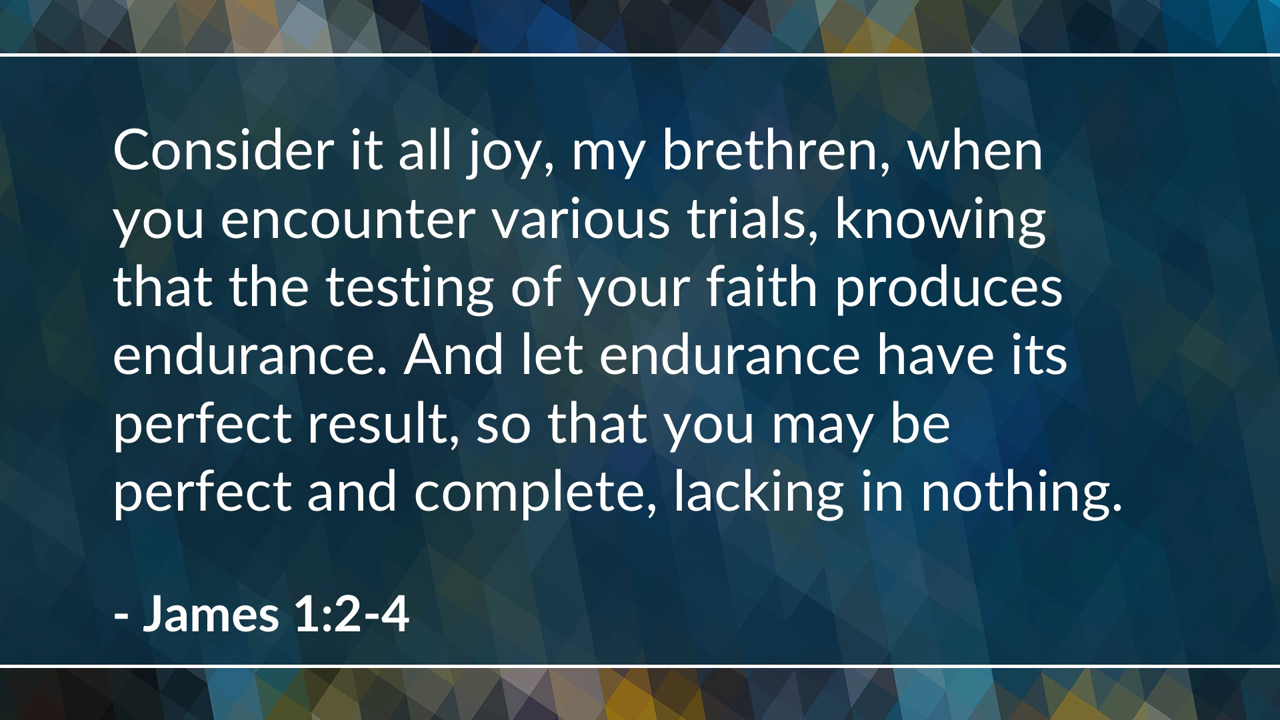 Consider it all joy, my brethren, when
you encounter various trials, knowing
that the testing of your faith produces
endurance. And let endurance have its
perfect result, so that you may be
perfect and complete, lacking in nothing.
- James 1:2-4